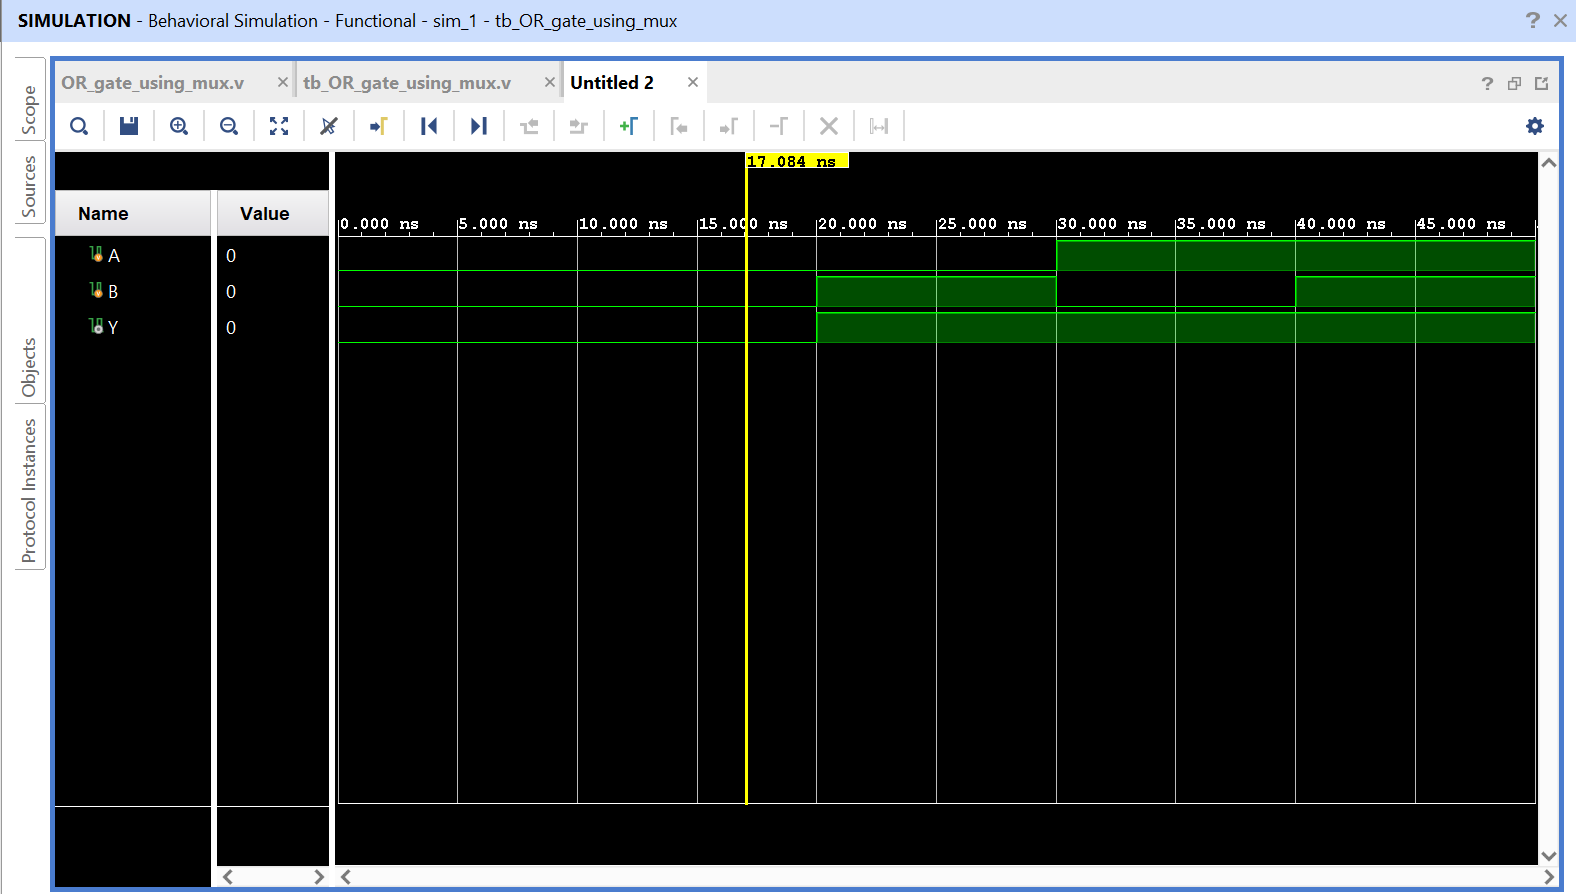 SIMULATION - Behavioral Simulation - Functional - sim_1 - tb_OR_gate_using_mux
Scope
Sources
Objects
Protocol Instances
OR_gate_using_mux.v
tb_OR_gate_using_mux.v
Untitled 2
17.084 ns
Name Value
0.000 ns 5.000 ns 10.000 ns 15.000 ns 20.000 ns 25.000 ns 30.000 ns 35.000 ns 40.000 ns 45.000 ns
A 0
B 0
Y 0